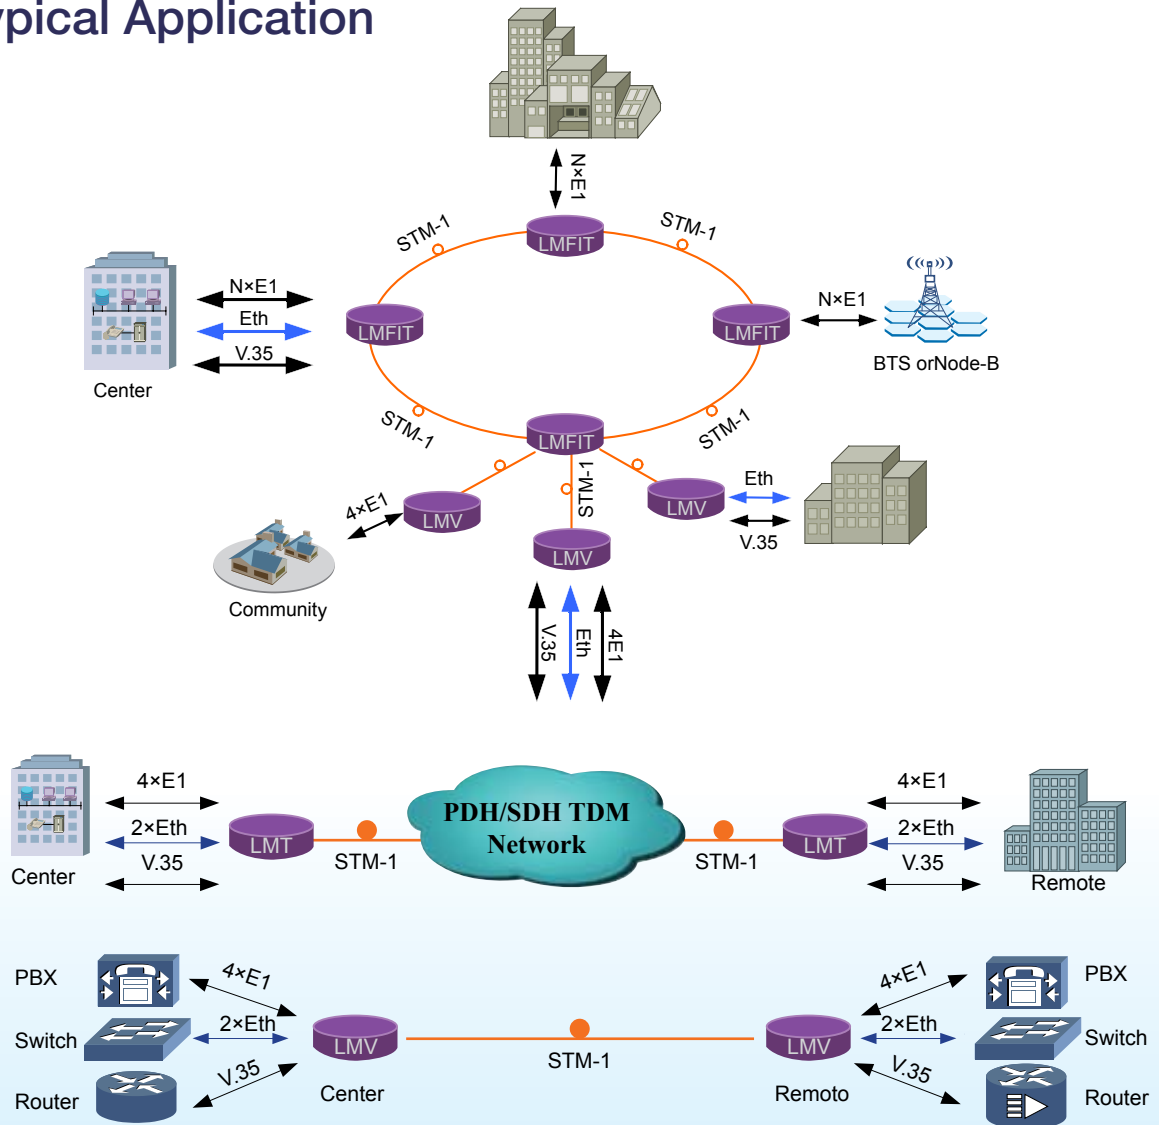 ypical Application
N×E1
STM-1
STM-1
LMFIT
N×E1
Eth
V.35
Center
LMFIT
LMFIT
N×E1
BTS orNode-B
STM-1
STM-1
LMFIT
STM-1
4×E1
LMV
LMV
LMV
Eth
V.35
Community
V.35
Eth
4E1
4×E1
2×Eth
V.35
Center
LMT
STM-1
PDH/SDH TDM
Network
STM-1
LMT
4×E1
2×Eth
V.35
Remote
PBX
Switch
Router
4×E1
2×Eth
V.35
LMV
Center
STM-1
LMV
Remoto
4×E1
2×Eth
V.35
PBX
Switch
Router